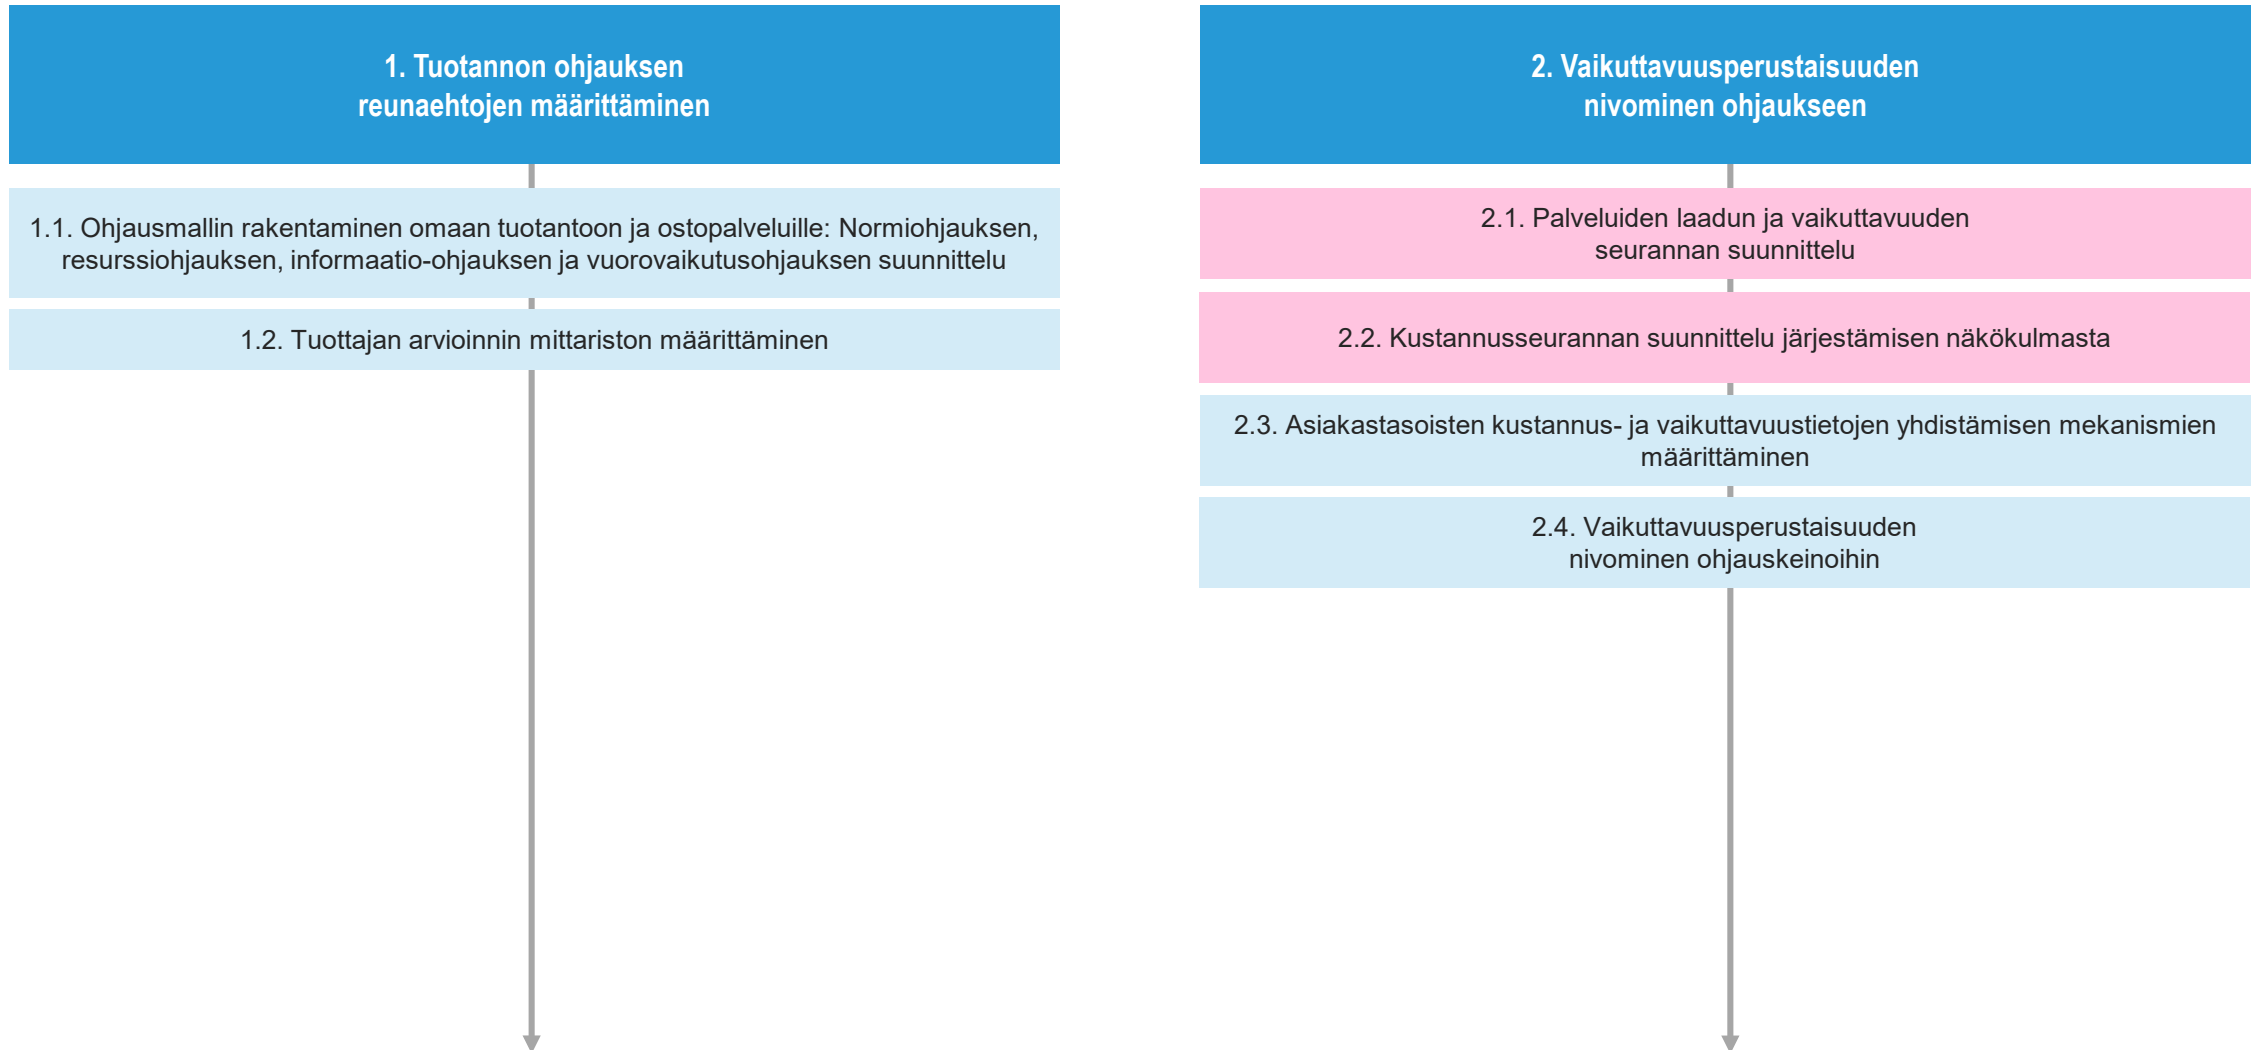 1. Tuotannon ohjauksen
reunaehtojen määrittäminen
1.1. Ohjausmallin rakentaminen omaan tuotantoon ja ostopalveluille: Normiohjauksen,
resurssiohjauksen, informaatio-ohjauksen ja vuorovaikutusohjauksen suunnittelu
1.2. Tuottajan arvioinnin mittariston määrittäminen
2. Vaikuttavuusperustaisuuden
nivominen ohjaukseen
2.1. Palveluiden laadun ja vaikuttavuuden
seurannan suunnittelu
2.2. Kustannusseurannan suunnittelu järjestämisen näkökulmasta
2.3. Asiakastasoisten kustannus- ja vaikuttavuustietojen yhdistämisen mekanismien
määrittäminen
2.4. Vaikuttavuusperustaisuuden
nivominen ohjauskeinoihin